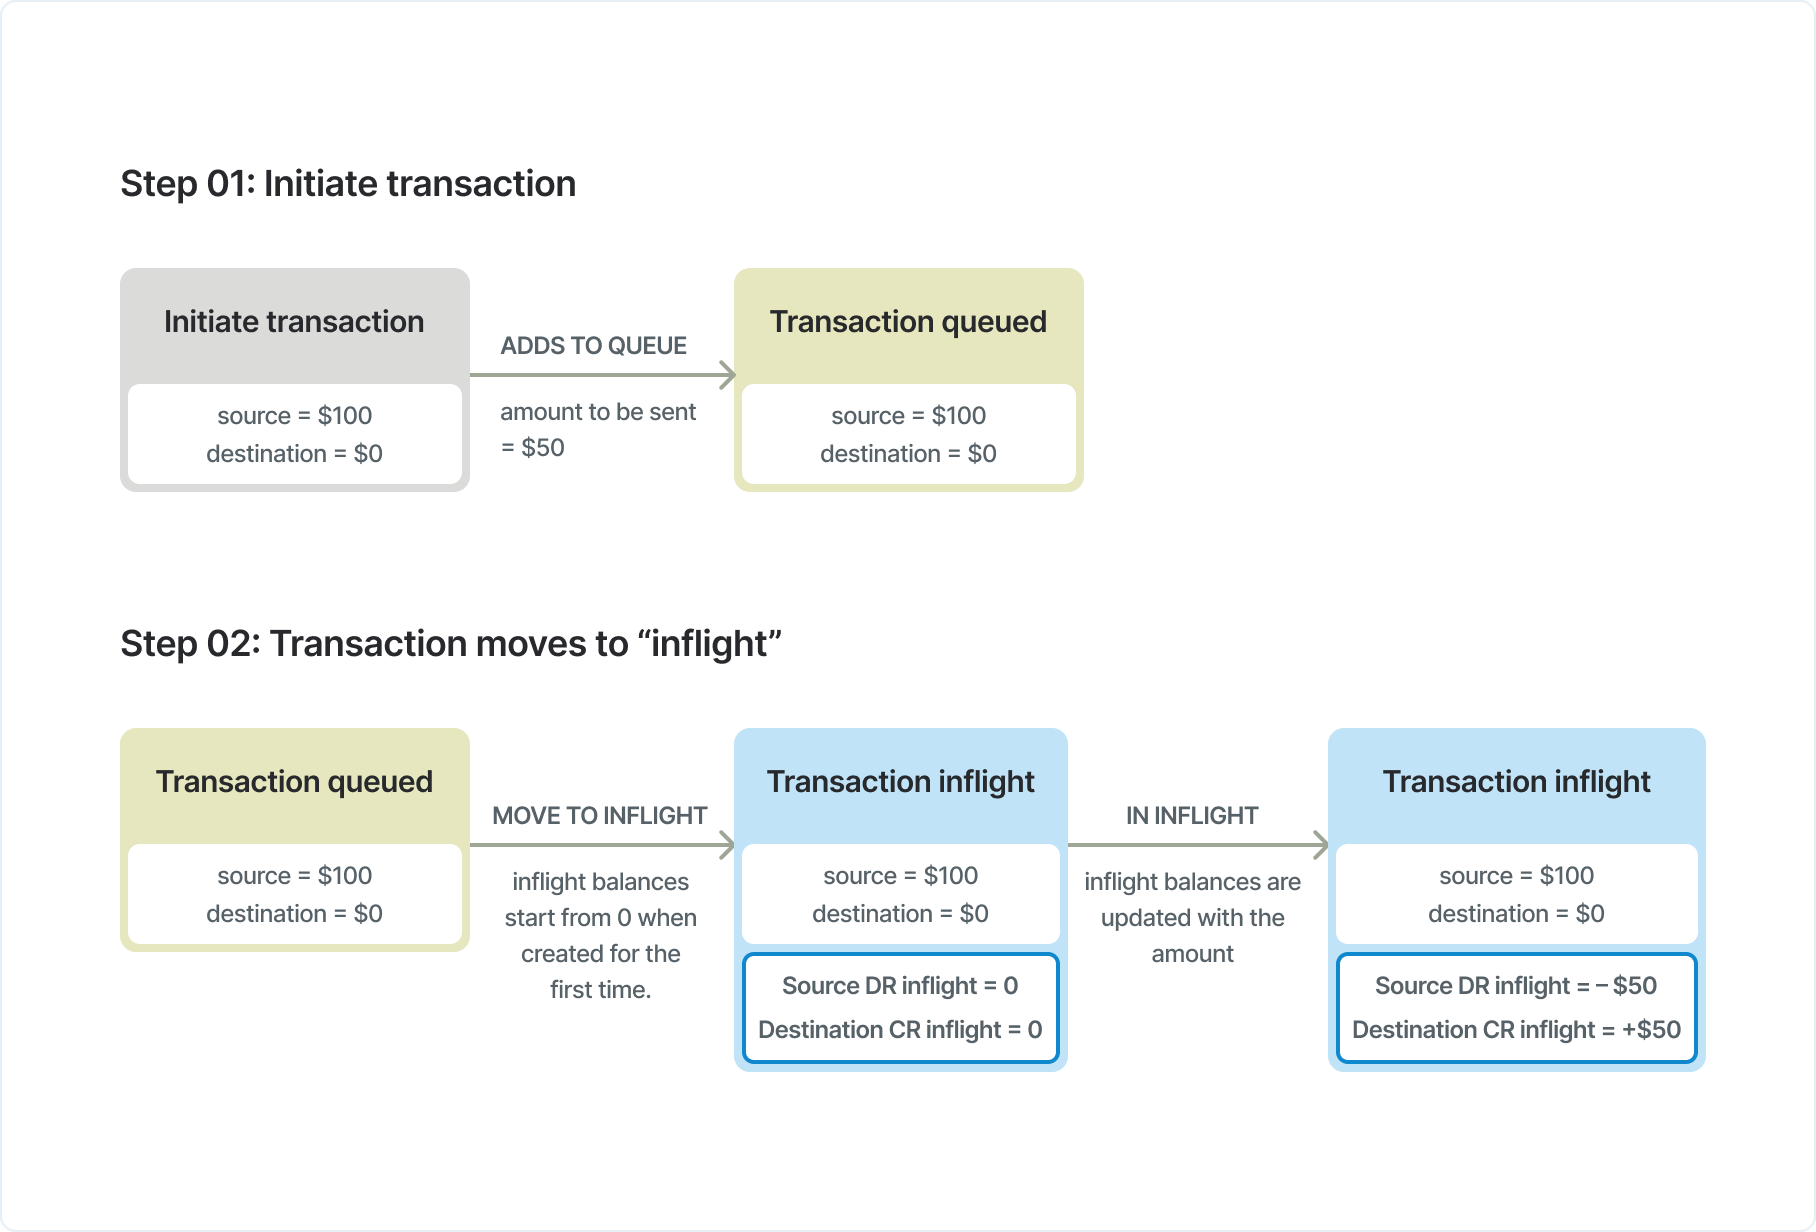 Step 01: Initiate transaction
Initiate transaction
source = $100
destination = $0
ADDS TO QUEUE
amount to be sent
= $50
Transaction queued
source = $100
destination = $0
Step 02: Transaction moves to “inflight”
Transaction queued
source = $100
destination = $0
MOVE TO INFLIGHT
inflight balances
start from 0 when
created for the
first time.
Transaction inflight
source = $100
destination = $0
Source DR inflight = 0
Destination CR inflight = 0
IN INFLIGHT
inflight balances are
updated with the
amount
Transaction inflight
source = $100
destination = $0
Source DR inflight = – $50
Destination CR inflight = +$50